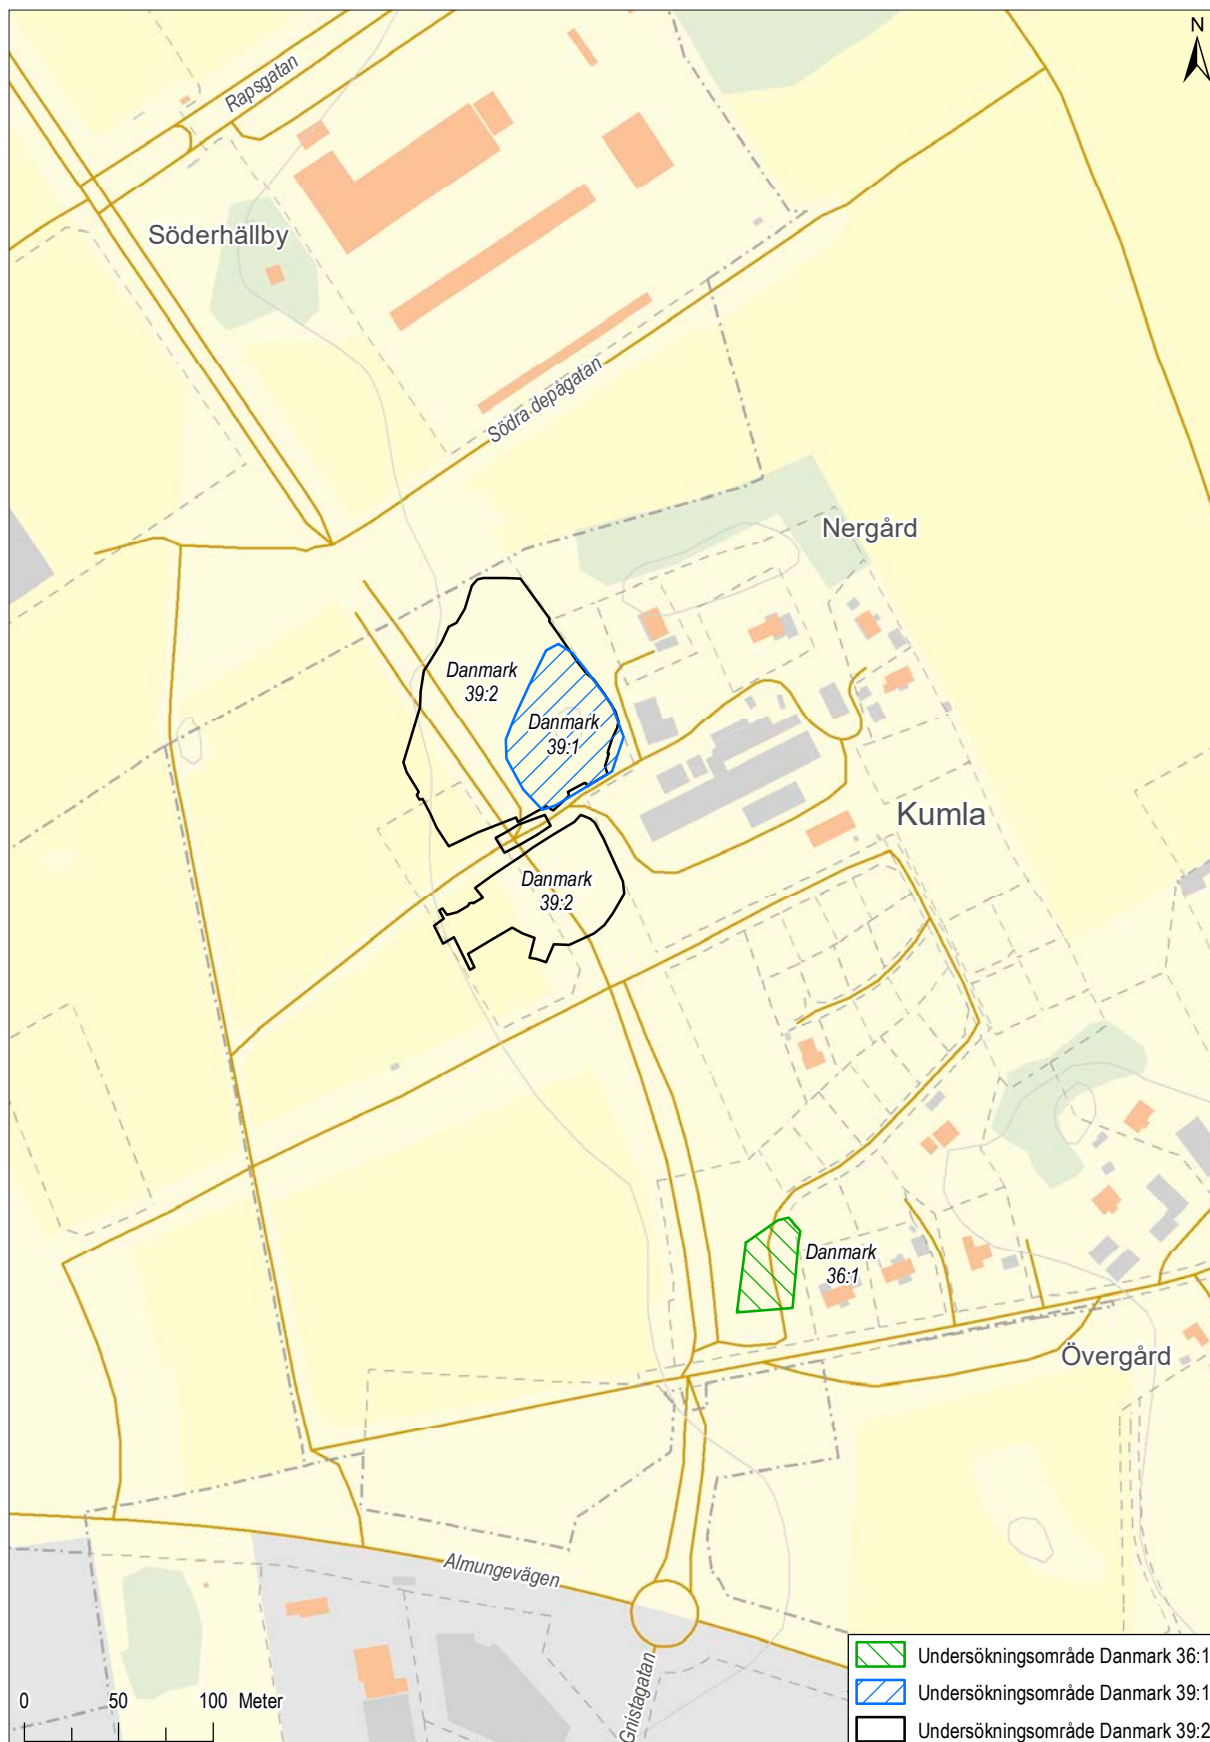 N
Rapsgatan
Söderhällby
Södra depågatan
Nergård
Danmark
39:2
Danmark
39:1
Kumla
Danmark
39:2
Danmark
36:1
Övergård
Almungevägen
Gnistagatan
0 50 100 Meter
Undersökningsområde Danmark 36:1
Undersökningsområde Danmark 39:1
Undersökningsområde Danmark 39:2